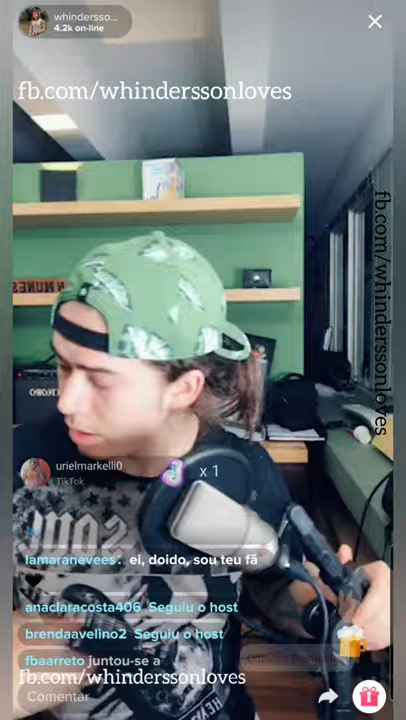 whindersso...
4.2k on-line
fb.com/whinderssonloves
fb.com/whinderssonloves
urielmarkelli0
TikTok
x 1
lamaranevees. ei, doido, sou teu fã
anaclaracosta406 Seguiu o host
brendaavelino2 Seguiu o host
fbaarreto juntou-se a
fb.com/whinderssonloves
Comentar